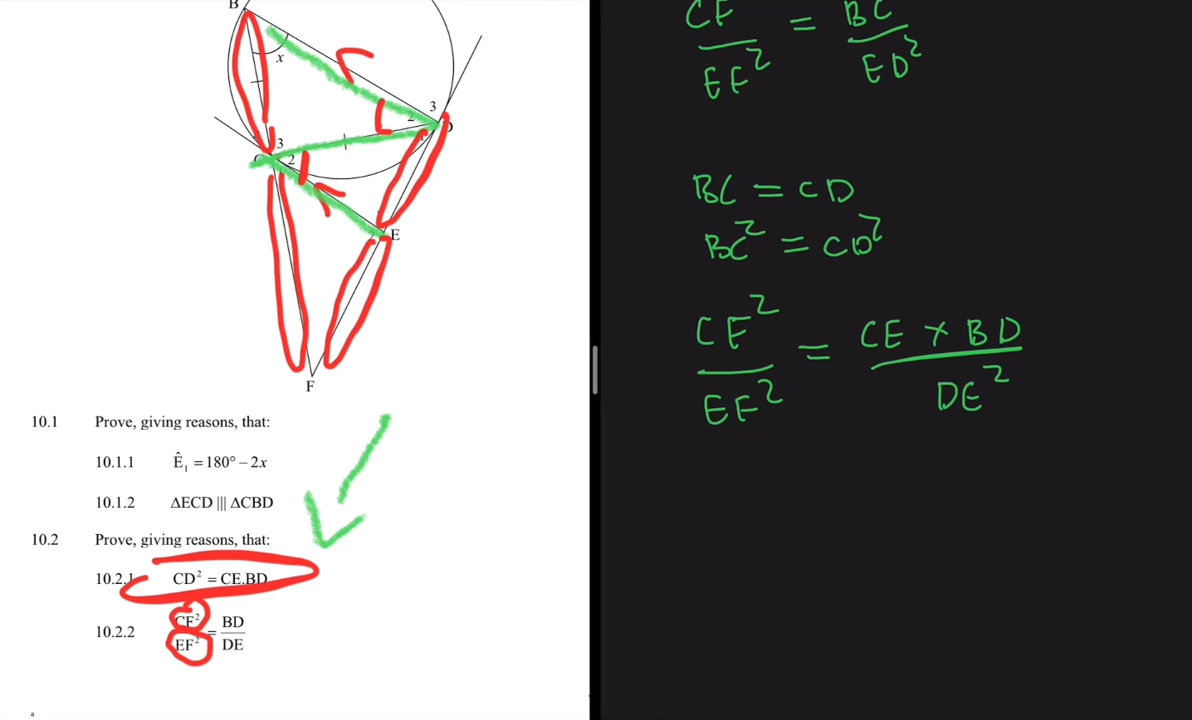 B
x
3
2
D
3
2
E
F
10.1 Prove, giving reasons, that:
10.1.1 Ê₁ = 180° – 2x
10.1.2 ΔECD ||| ΔCBD
10.2 Prove, giving reasons, that:
10.2.1 CD² = CE.BD
10.2.2 CF²/EF² = BD/DE
a
CF/EF² = BC/ED²
BC = CD
BC² = CD²
CF²/EF² = CE × BD/DE²